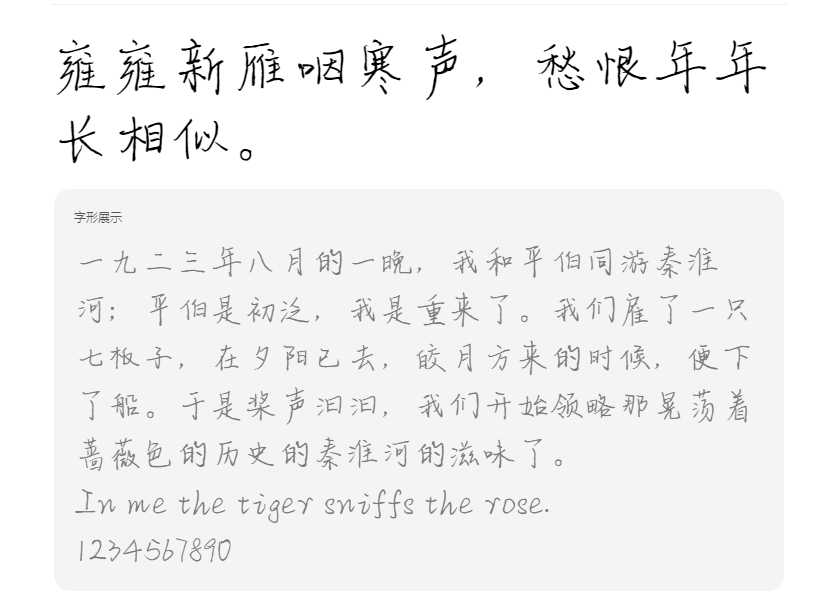 雍雍新雁咽寒声，愁恨年年
长相似。
字形展示
一九二三年八月的一晚，我和平伯同游秦淮
河；平伯是初泛，我是重来了。我们雇了一只
七板子，在夕阳已去，皎月方来的时候，便下
了船。于是桨声汩汩，我们开始领略那晃荡着
蔷薇色的历史的秦淮河的滋味了。
In me the tiger sniffs the rose.
1234567890